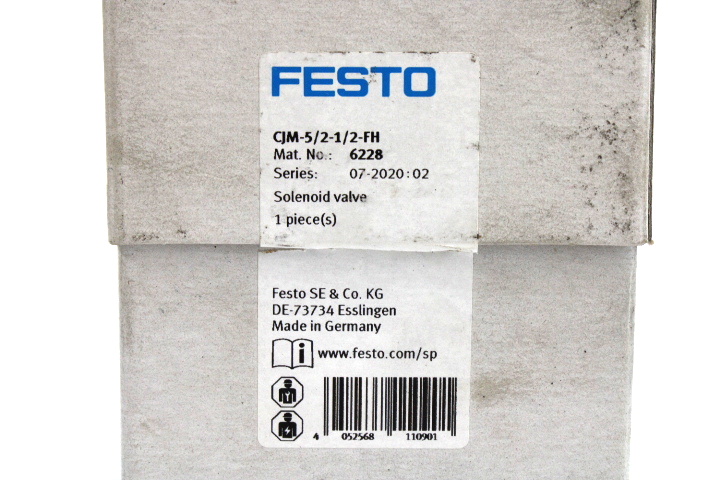 FESTO
CJM-5/2-1/2-FH
Mat. No.: 6228
Series: 07-2020:02
Solenoid valve
1 piece(s)
Festo SE & Co. KG
DE-73734 Esslingen
Made in Germany
www.festo.com/sp
4 052568 110901